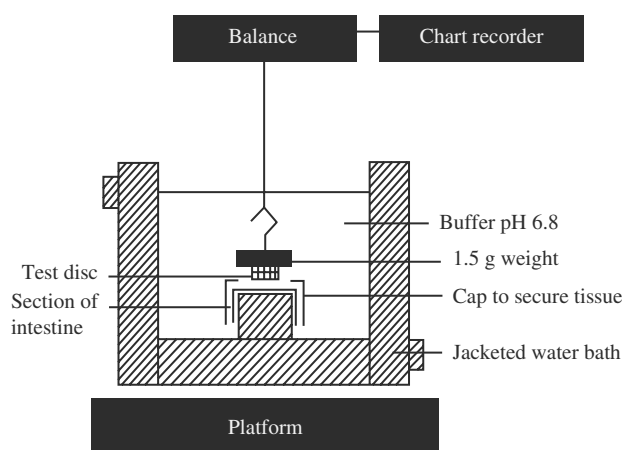 Balance
Chart recorder
Buffer pH 6.8
1.5 g weight
Test disc
Section of
intestine
Cap to secure tissue
Jacketed water bath
Platform